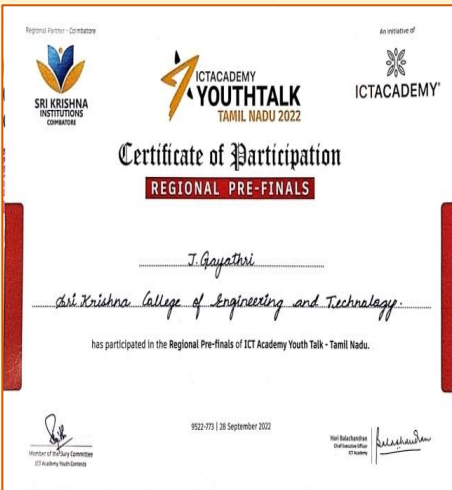 Regional Partner - Coimbatore
An initiative of
SRI KRISHNA
INSTITUTIONS
COIMBATORE
ICTACADEMY
YOUTHTALK
TAMIL NADU 2022
ICTACADEMY®
Certificate of Participation
REGIONAL PRE-FINALS
J. Gayathri
Sri Krishna College of Engineering and Technology.
has participated in the Regional Pre-finals of ICT Academy Youth Talk - Tamil Nadu.
9522-773 | 28 September 2022
Member of the Jury Committee
ICT Academy Youth Contests
Hari Balachandran
Chief Executive Officer
ICT Academy
Balachandran